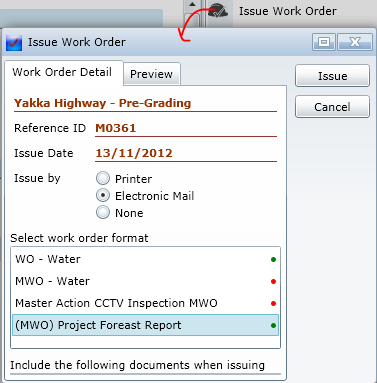 Issue Work Order
Issue Work Order
Work Order Detail Preview
Issue
Cancel
Yakka Highway - Pre-Grading
Reference ID M0361
Issue Date 13/11/2012
Issue by Printer
Electronic Mail
None
Select work order format
WO - Water
MWO - Water
Master Action CCTV Inspection MWO
(MWO) Project Foreast Report
Include the following documents when issuing